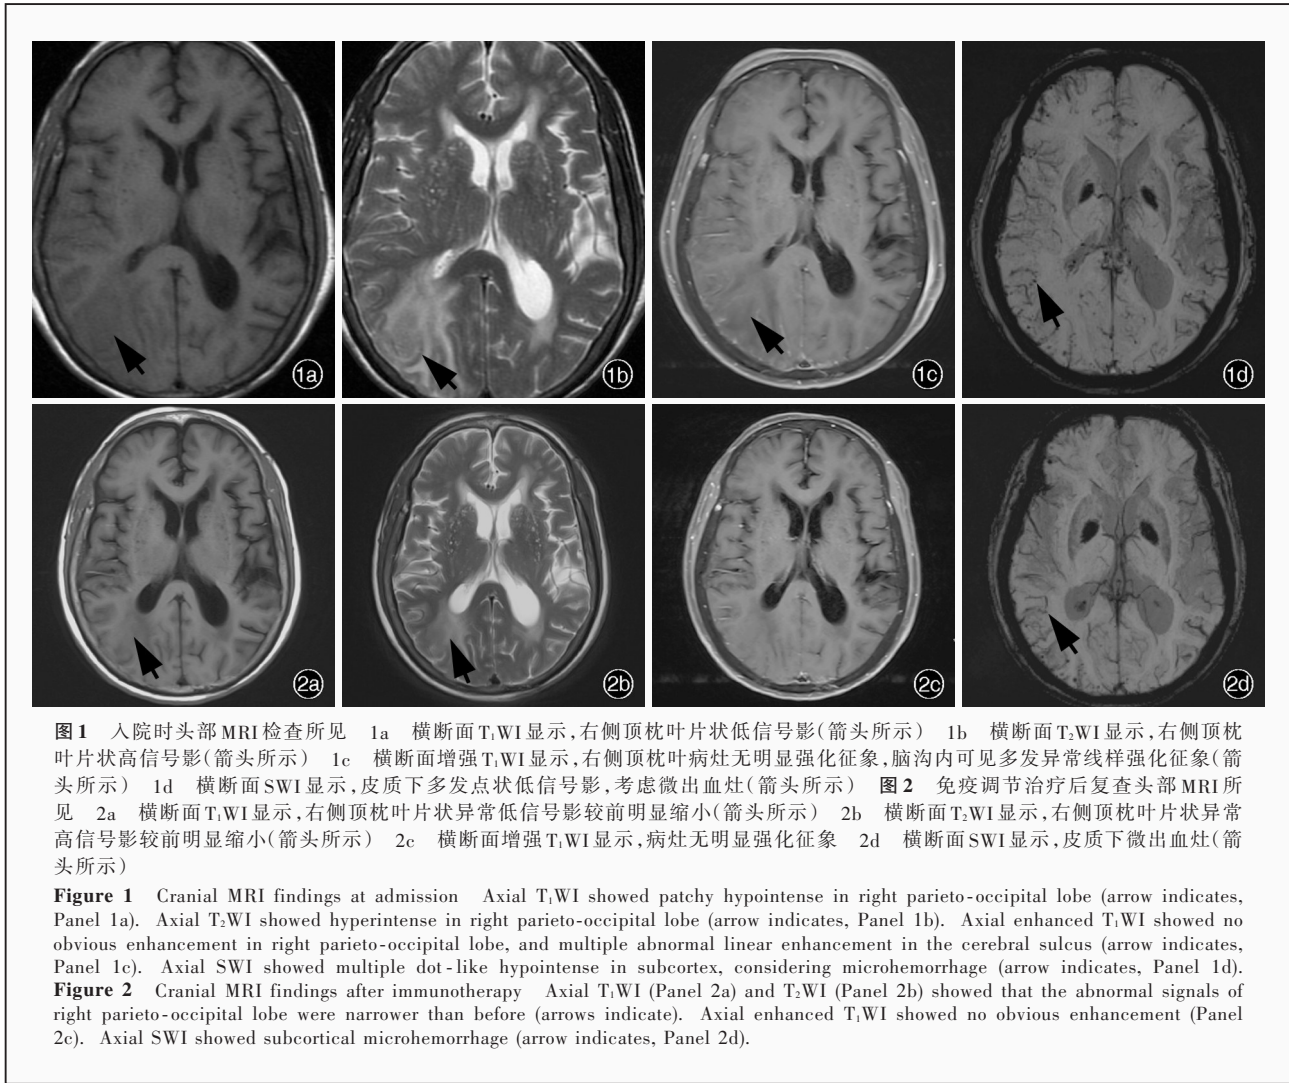 1a
1b
1c
1d
2a
2b
2c
2d
图1 入院时头部MRI检查所见 1a 横断面T₁WI显示,右侧顶枕叶片状低信号影(箭头所示) 1b 横断面T₂WI显示,右侧顶枕
叶片状高信号影(箭头所示) 1c 横断面增强T₁WI显示,右侧顶枕叶病灶无明显强化征象,脑沟内可见多发异常线样强化征象(箭
头所示) 1d 横断面SWI显示,皮质下多发点状低信号影,考虑微出血灶(箭头所示) 图2 免疫调节治疗后复查头部MRI所
见 2a 横断面T₁WI显示,右侧顶枕叶片状异常低信号影较前明显缩小(箭头所示) 2b 横断面T₂WI显示,右侧顶枕叶片状异常
高信号影较前明显缩小(箭头所示) 2c 横断面增强T₁WI显示,病灶无明显强化征象 2d 横断面SWI显示,皮质下微出血灶(箭
头所示)
Figure 1 Cranial MRI findings at admission Axial T₁WI showed patchy hypointense in right parieto-occipital lobe (arrow indicates,
Panel 1a). Axial T₂WI showed hyperintense in right parieto-occipital lobe (arrow indicates, Panel 1b). Axial enhanced T₁WI showed no
obvious enhancement in right parieto-occipital lobe, and multiple abnormal linear enhancement in the cerebral sulcus (arrow indicates,
Panel 1c). Axial SWI showed multiple dot-like hypointense in subcortex, considering microhemorrhage (arrow indicates, Panel 1d).
Figure 2 Cranial MRI findings after immunotherapy Axial T₁WI (Panel 2a) and T₂WI (Panel 2b) showed that the abnormal signals of
right parieto-occipital lobe were narrower than before (arrows indicate). Axial enhanced T₁WI showed no obvious enhancement (Panel
2c). Axial SWI showed subcortical microhemorrhage (arrow indicates, Panel 2d).